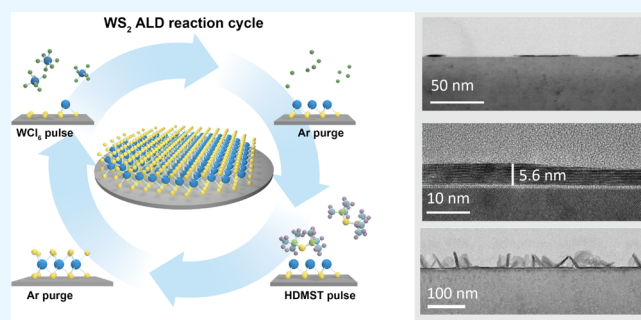 WS₂ ALD reaction cycle
WCl₆ pulse
Ar purge
Ar purge
HDMST pulse
50 nm
5.6 nm
10 nm
100 nm